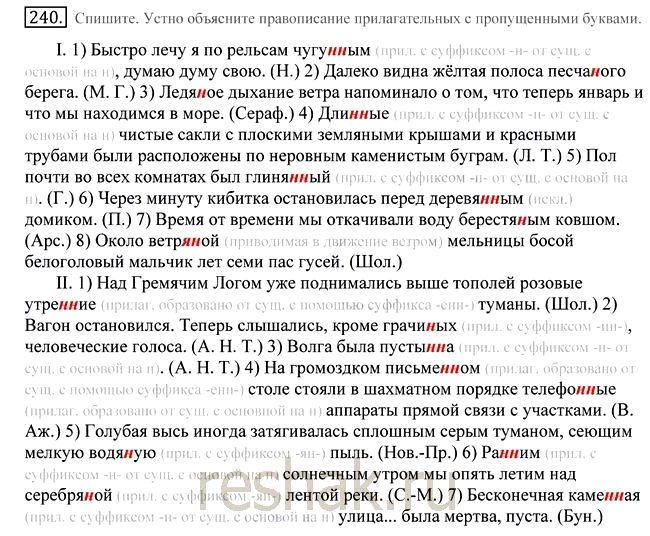 240. Спишите. Устно объясните правописание прилагательных с пропущенными буквами.
I. 1) Быстро лечу я по рельсам чугунным (прил. с суффиксом -н- от сущ. с
основой на н), думаю думу свою. (Н.) 2) Далеко видна жёлтая полоса песчаного
берега. (М. Г.) 3) Ледяное дыхание ветра напоминало о том, что теперь январь и
что мы находимся в море. (Сераф.) 4) Длинные (прил. с суффиксом -н- от сущ. с
основой на н) чистые сакли с плоскими земляными крышами и красными
трубами были расположены по неровным каменистым буграм. (Л. Т.) 5) Пол
почти во всех комнатах был глинянный (прил. с суффиксом -н- от сущ. с основой на
н). (Г.) 6) Через минуту кибитка остановилась перед деревянным (искл.)
домиком. (П.) 7) Время от времени мы откачивали воду берестяным ковшом.
(Арс.) 8) Около ветряной (приводимая в движение ветром) мельницы босой
белоголовый мальчик лет семи пас гусей. (Шол.)
II. 1) Над Гремячим Логом уже поднимались выше тополей розовые
утренние (прилаг. образовано от сущ. с помощью суффикса -енн-) туманы. (Шол.) 2)
Вагон остановился. Теперь слышались, кроме грачиных (прил. с суффиксом -ин-),
человеческие голоса. (А. Н. Т.) 3) Волга была пустынна (прил. с суффиксом -н- от
сущ. с основой на н). (А. Н. Т.) 4) На громоздком письменном (прилаг. образовано от
сущ. с помощью суффикса -енн-) столе стояли в шахматном порядке телефонные
(прилаг. образовано от сущ. с основной на н) аппараты прямой связи с участками. (В.
Аж.) 5) Голубая высь иногда затягивалась сплошным серым туманом, сеющим
мелкую водяную (прил. с суффиксом -ян-) пыль. (Нов.-Пр.) 6) Ранним (прил. с
суффиксом -н- от сущ. с основой на н) солнечным утром мы опять летим над
серебряной (прил. с суффиксом -ян-) лентой реки. (С.-М.) 7) Бесконечная каменная
(прил. с суффиксом -н- от сущ. с основой на н) улица... была мертва, пуста. (Бун.)
reshak.ru